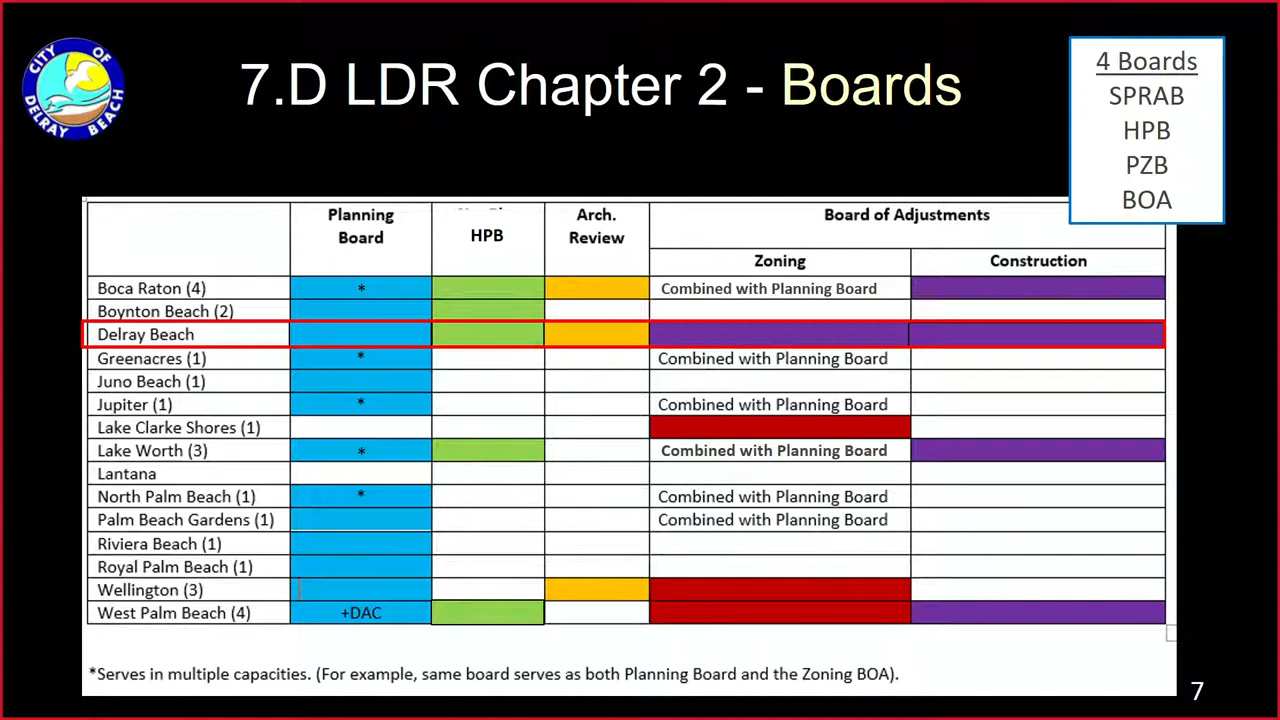 CITY OF
DELRAY BEACH
7.D LDR Chapter 2 - Boards
4 Boards
SPRAB
HPB
PZB
BOA
Planning Board
HPB
Arch. Review
Board of Adjustments
Zoning
Construction
Boca Raton (4) * Combined with Planning Board
Boynton Beach (2)
Delray Beach
Greenacres (1) * Combined with Planning Board
Juno Beach (1)
Jupiter (1) * Combined with Planning Board
Lake Clarke Shores (1)
Lake Worth (3) * Combined with Planning Board
Lantana
North Palm Beach (1) * Combined with Planning Board
Palm Beach Gardens (1) Combined with Planning Board
Riviera Beach (1)
Royal Palm Beach (1)
Wellington (3)
West Palm Beach (4) +DAC
*Serves in multiple capacities. (For example, same board serves as both Planning Board and the Zoning BOA).
7